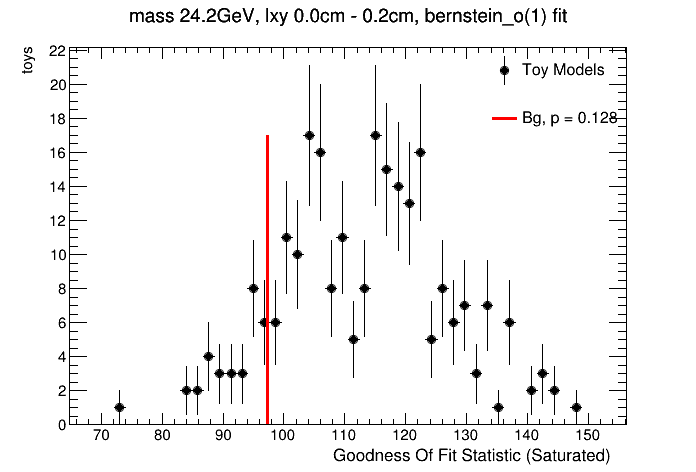 mass 24.2GeV, lxy 0.0cm - 0.2cm, bernstein_o(1) fit
toys
22
20
18
16
14
12
10
8
6
4
2
0
Toy Models
Bg, p = 0.128
70 80 90 100 110 120 130 140 150
Goodness Of Fit Statistic (Saturated)